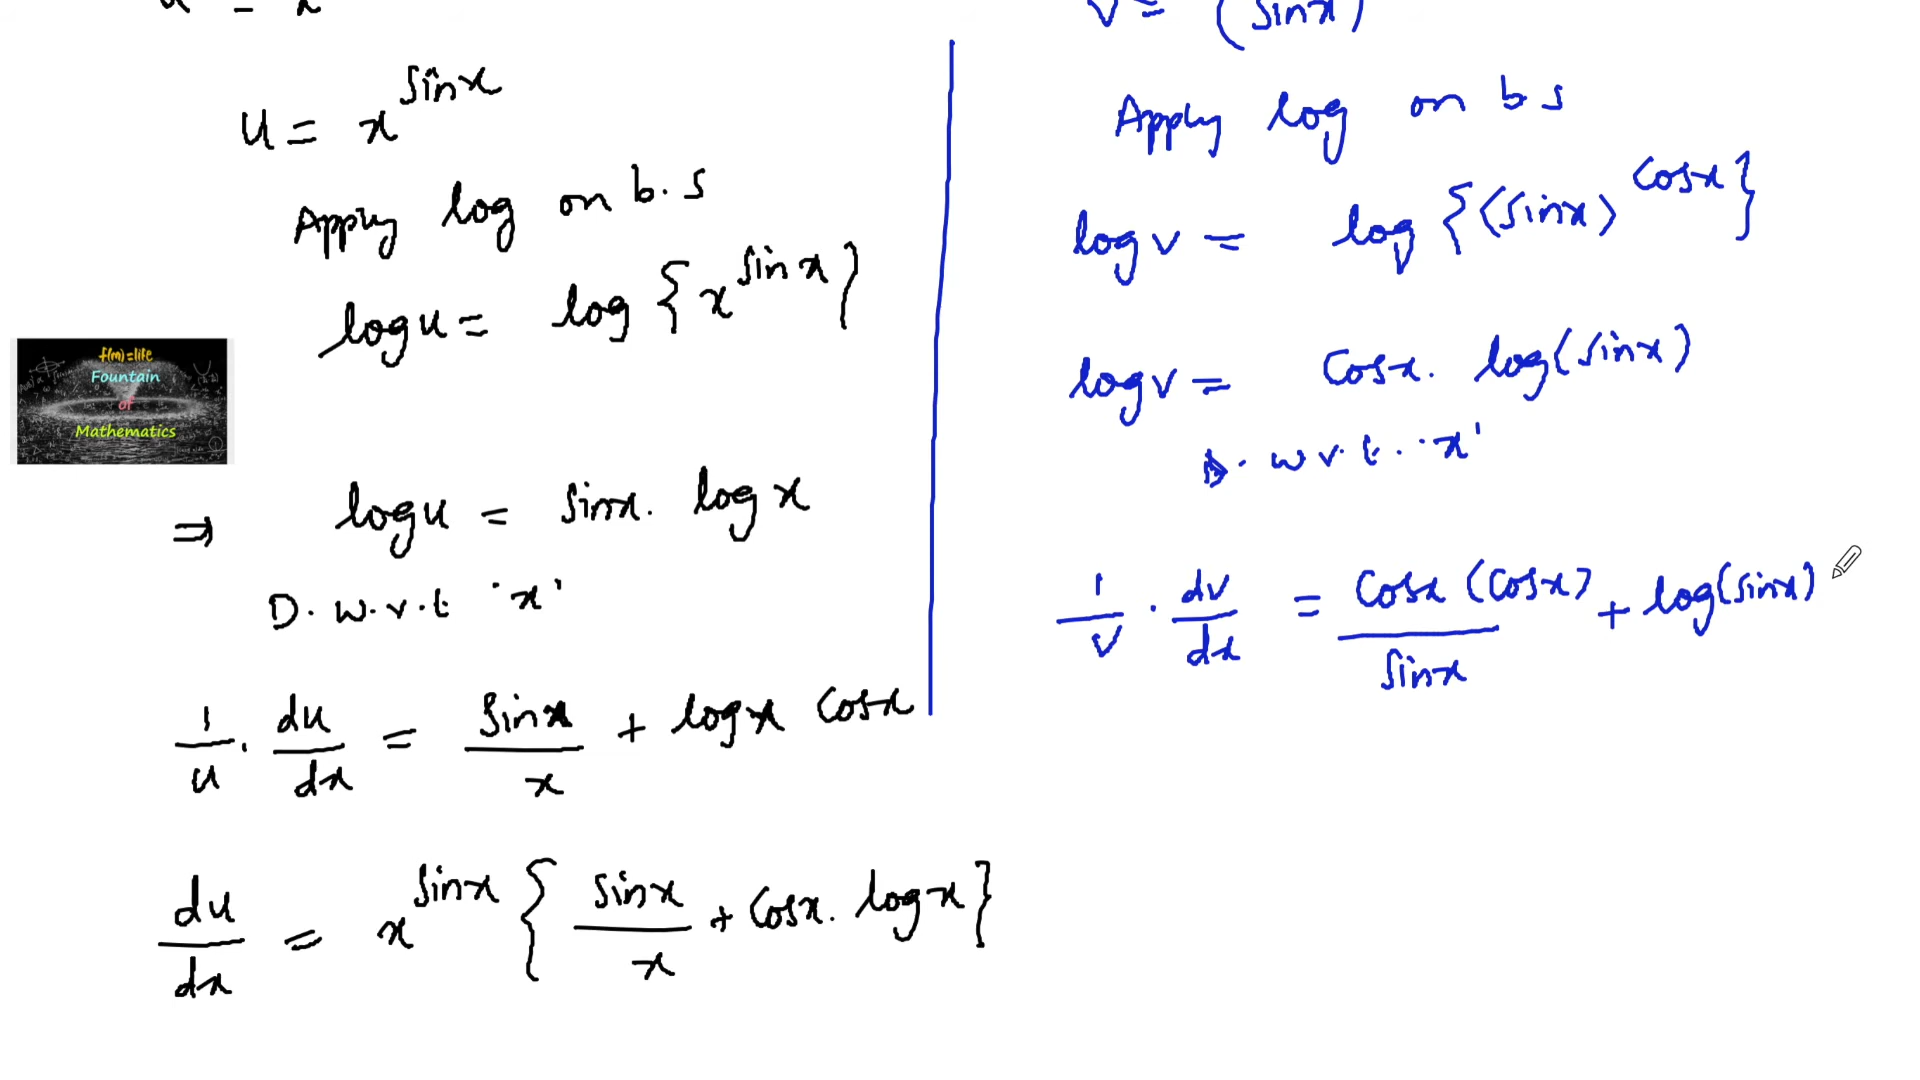 u = x
u = x^sinx
Apply log on b.s
log u = log {x^sinx}
f(m)=life
Fountain
of
Mathematics
⇒ log u = sinx. log x
D. w.r.t 'x'
1/u . du/dx = sinx/x + logx cosx
du/dx = x^sinx { sinx/x + cosx. logx }
v = (sinx)
Apply log on b s
log v = log {(sinx)^cosx}
log v = cosx. log(sinx)
D. w r. t. 'x'
1/v . dv/dx = cosx (cosx)/sinx + log(sinx)